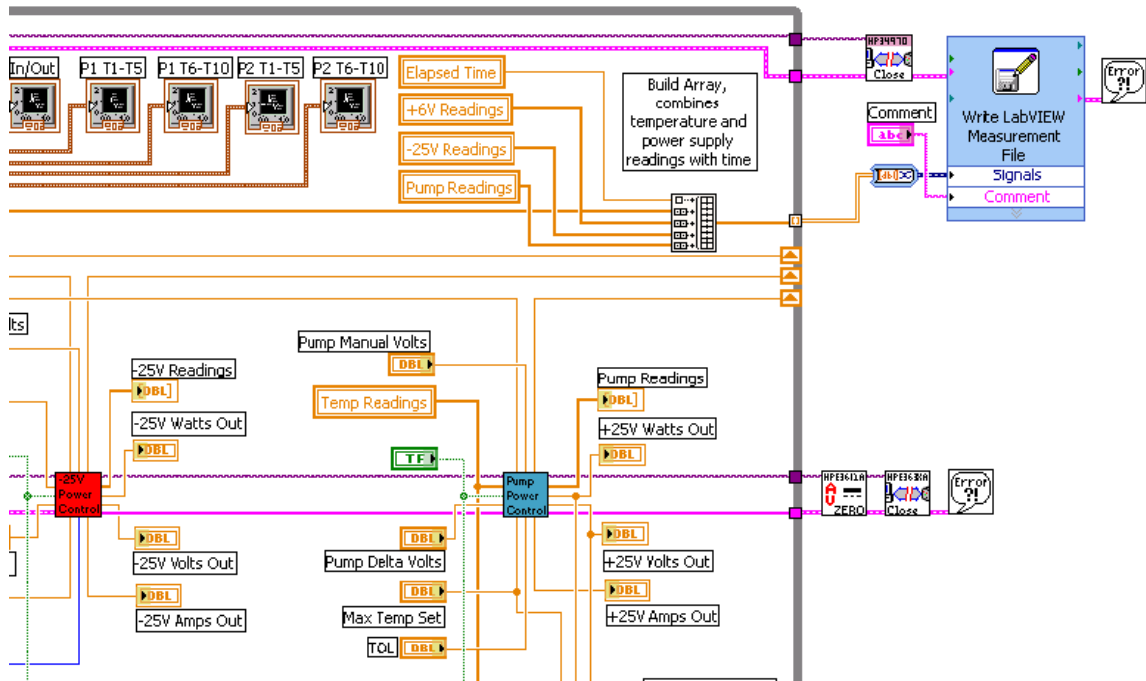 In/Out
P1 T1-T5
P1 T6-T10
P2 T1-T5
P2 T6-T10
Elapsed Time
+6V Readings
-25V Readings
Pump Readings
Build Array,
combines
temperature and
power supply
readings with time
HP34970
Close
Comment
abc
[dbl]
Write LabVIEW
Measurement
File
Signals
Comment
Error
?!
lts
-25V Readings
DBL]
-25V Watts Out
DBL
-25V
Power
Control
DBL
-25V Volts Out
DBL
-25V Amps Out
Pump Manual Volts
DBL
Temp Readings
TF
Pump
Power
Control
DBL
Pump Delta Volts
DBL
Max Temp Set
TOL
DBL
Pump Readings
DBL]
+25V Watts Out
DBL
DBL
+25V Volts Out
DBL
+25V Amps Out
AV
ZERO
Close
Error
?!